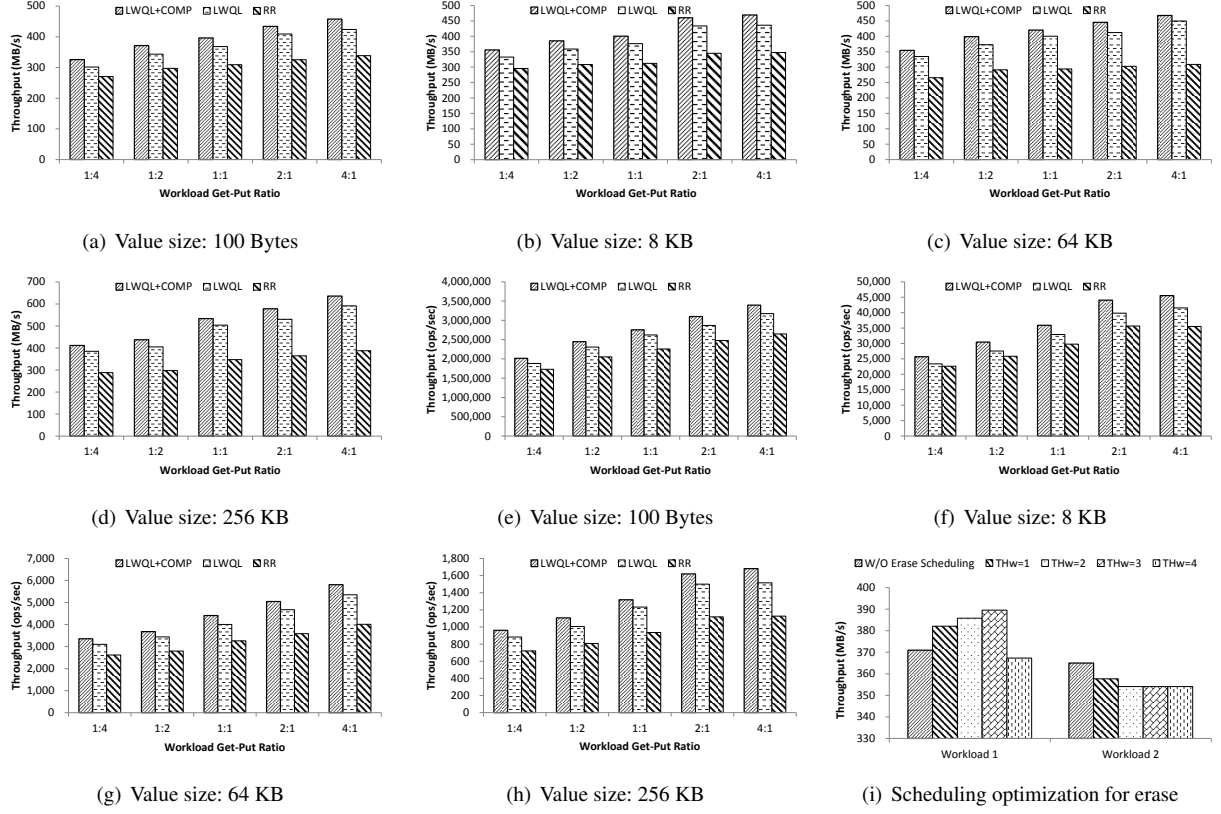 LWQL+COMP LWQL RR
500
400
300
200
100
0
Throughput (MB/s)
1:4 1:2 1:1 2:1 4:1
Workload Get-Put Ratio
(a) Value size: 100 Bytes
LWQL+COMP LWQL RR
500
450
400
350
300
250
200
150
100
50
0
Throughput (MB/s)
1:4 1:2 1:1 2:1 4:1
Workload Get-Put Ratio
(b) Value size: 8 KB
LWQL+COMP LWQL RR
500
450
400
350
300
250
200
150
100
50
0
Throughput (MB/s)
1:4 1:2 1:1 2:1 4:1
Workload Get-Put Ratio
(c) Value size: 64 KB
LWQL+COMP LWQL RR
700
600
500
400
300
200
100
0
Throughput (MB/s)
1:4 1:2 1:1 2:1 4:1
Workload Get-Put Ratio
(d) Value size: 256 KB
LWQL+COMP LWQL RR
4,000,000
3,500,000
3,000,000
2,500,000
2,000,000
1,500,000
1,000,000
500,000
0
Throughput (ops/sec)
1:4 1:2 1:1 2:1 4:1
Workload Get-Put Ratio
(e) Value size: 100 Bytes
LWQL+COMP LWQL RR
50,000
45,000
40,000
35,000
30,000
25,000
20,000
15,000
10,000
5,000
0
Throughput (ops/sec)
1:4 1:2 1:1 2:1 4:1
Workload Get-Put Ratio
(f) Value size: 8 KB
LWQL+COMP LWQL RR
7,000
6,000
5,000
4,000
3,000
2,000
1,000
0
Throughput (ops/sec)
1:4 1:2 1:1 2:1 4:1
Workload Get-Put Ratio
(g) Value size: 64 KB
LWQL+COMP LWQL RR
1,800
1,600
1,400
1,200
1,000
800
600
400
200
0
Throughput (ops/sec)
1:4 1:2 1:1 2:1 4:1
Workload Get-Put Ratio
(h) Value size: 256 KB
W/O Erase Scheduling THw=1 THw=2 THw=3 THw=4
400
390
380
370
360
350
340
330
Throughput (MB/s)
Workload 1 Workload 2
(i) Scheduling optimization for erase